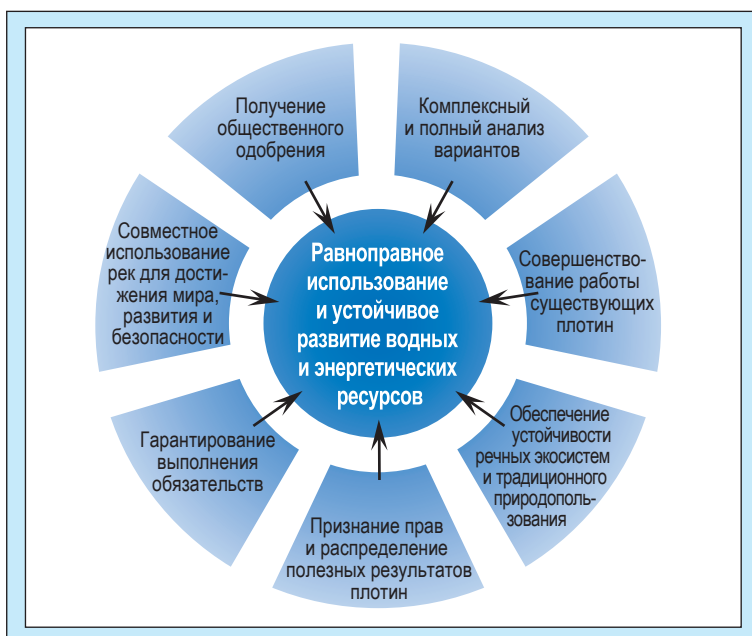 Получение
общественного
одобрения
Комплексный
и полный анализ
вариантов
Совместное
использование
рек для дости-
жения мира,
развития и
безопасности
Равноправное
использование
и устойчивое
развитие водных
и энергетических
ресурсов
Совершенство-
вание работы
существующих
плотин
Гарантирование
выполнения
обязательств
Признание прав
и распределение
полезных результатов
плотин
Обеспечение
устойчивости
речных экосистем
и традиционного
природополь-
зования